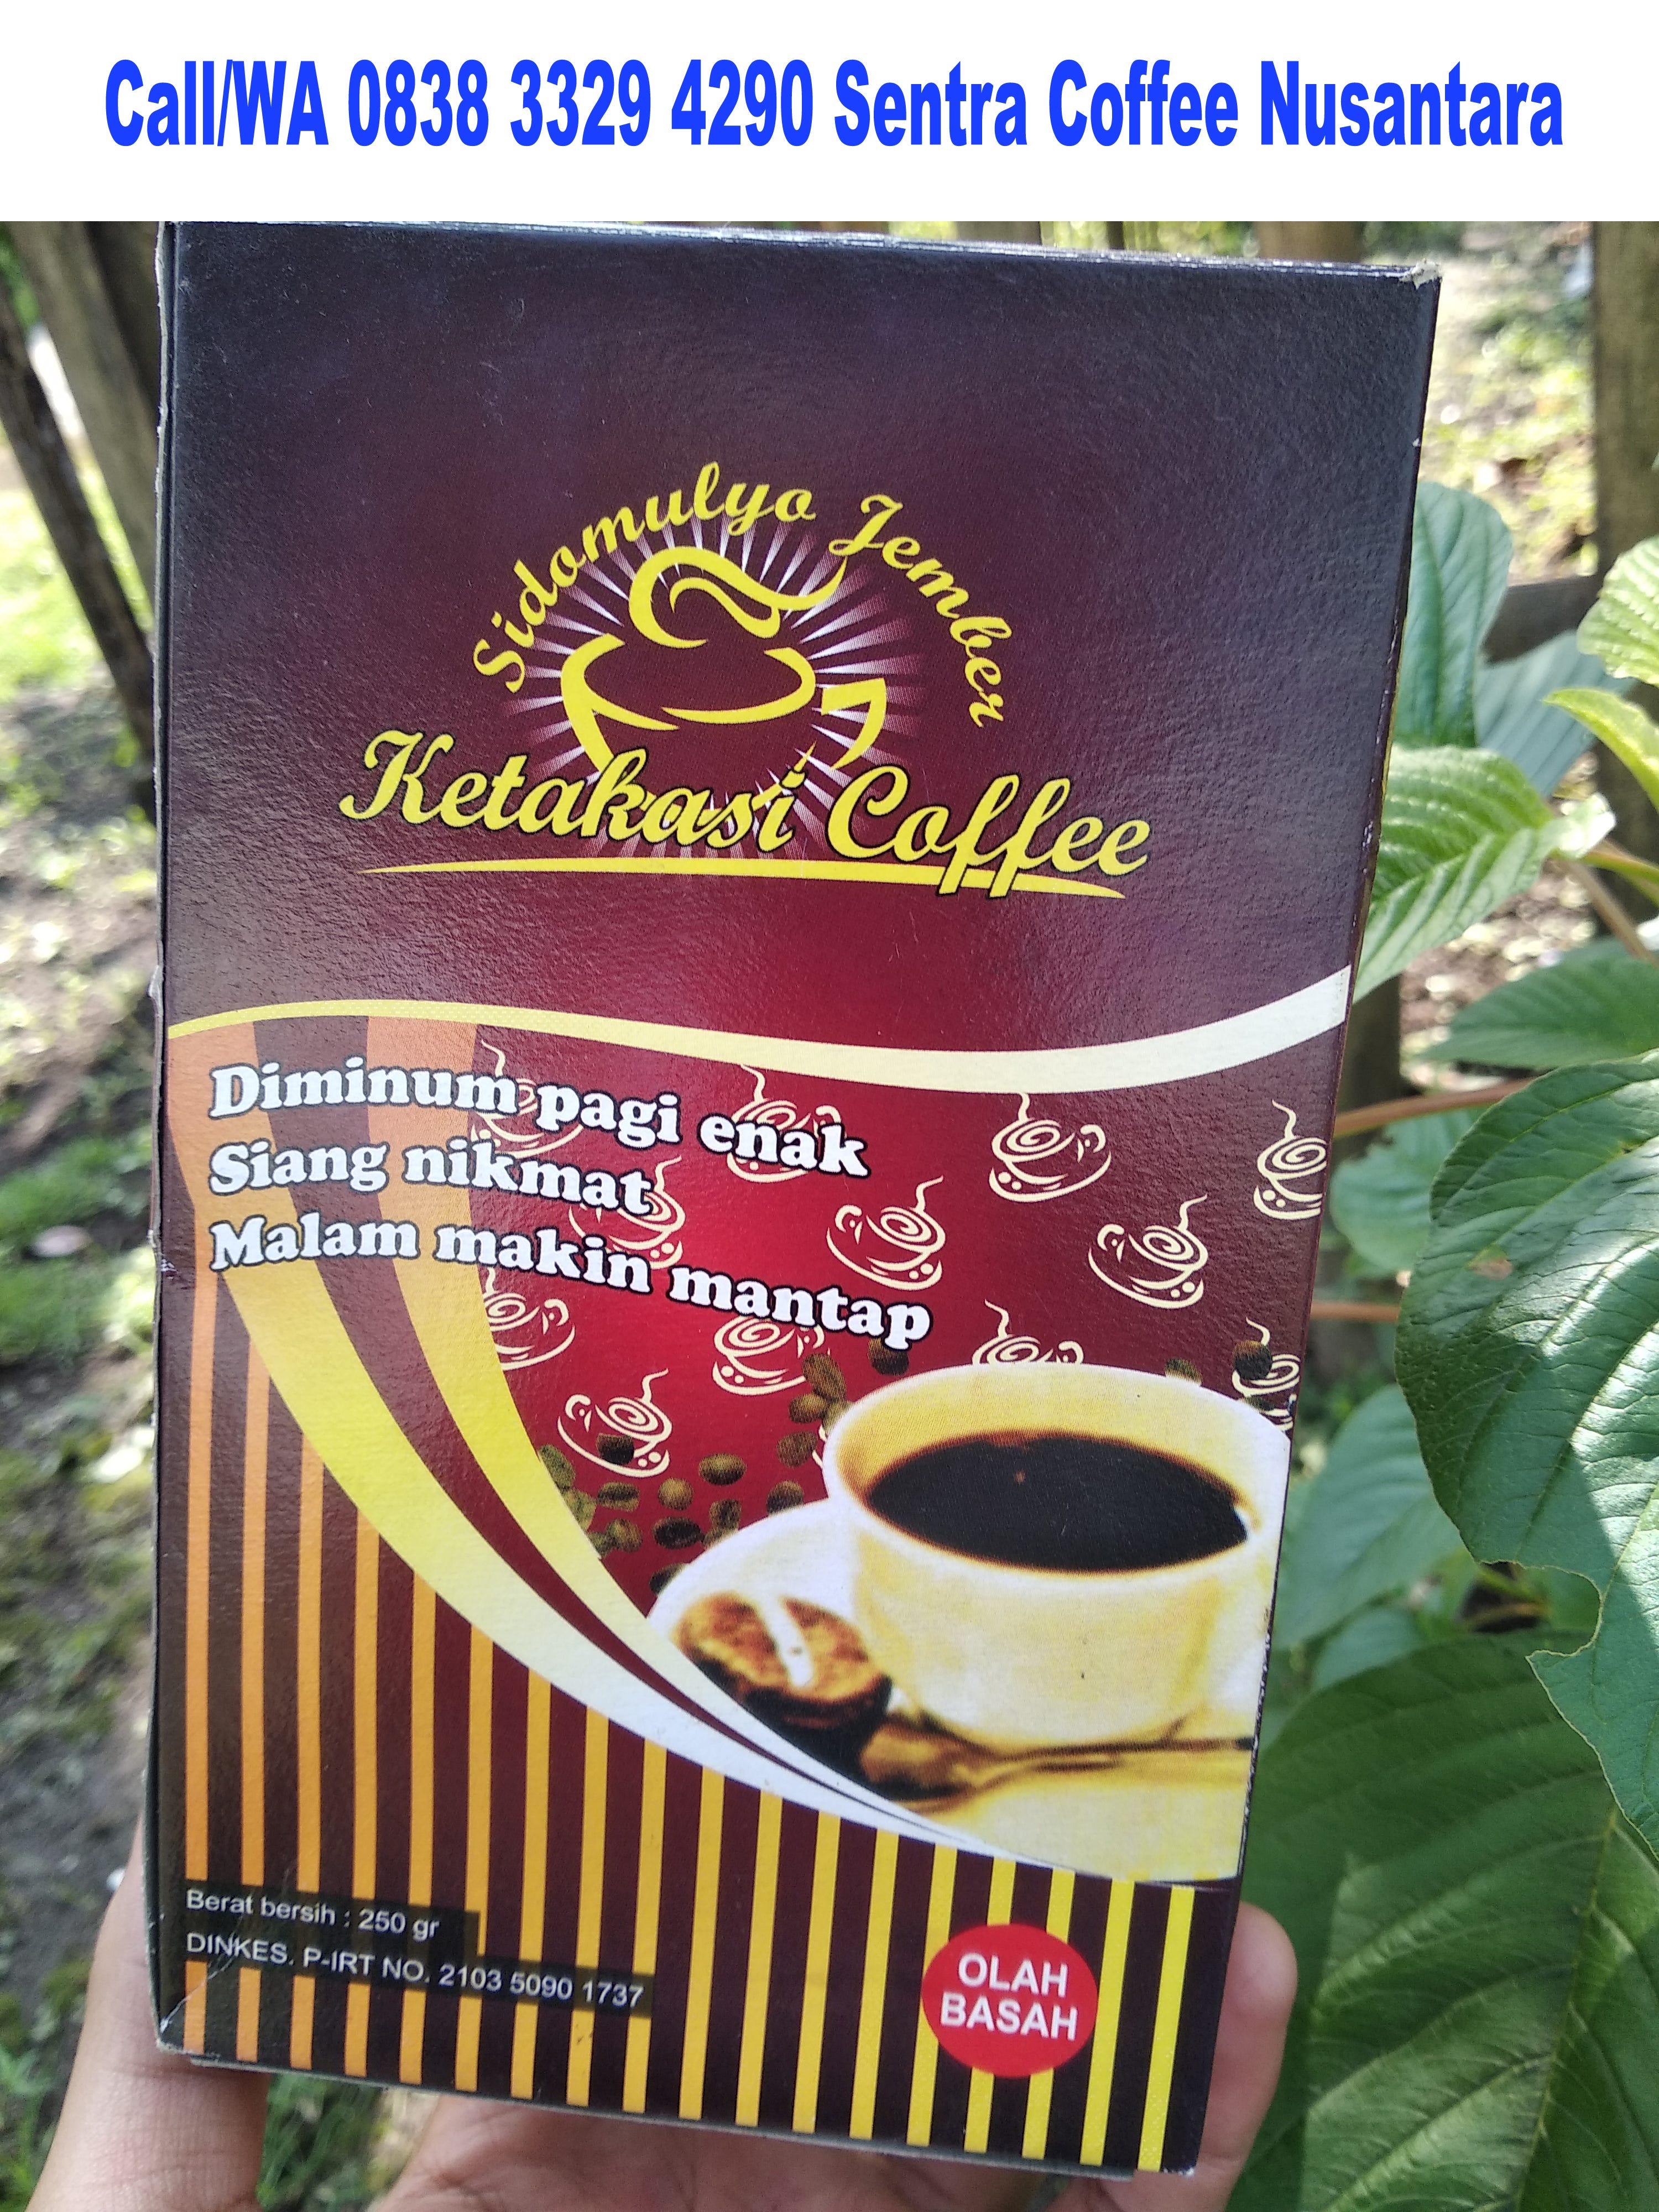 Call/WA 0838 3329 4290 Sentra Coffee Nusantara
Sidomulyo Jember
Ketakasi Coffee
Diminum pagi enak
Siang nikmat
Malam makin mantap
Berat bersih : 250 gr
DINKES. P-IRT NO. 2103 5090 1737
OLAH
BASAH